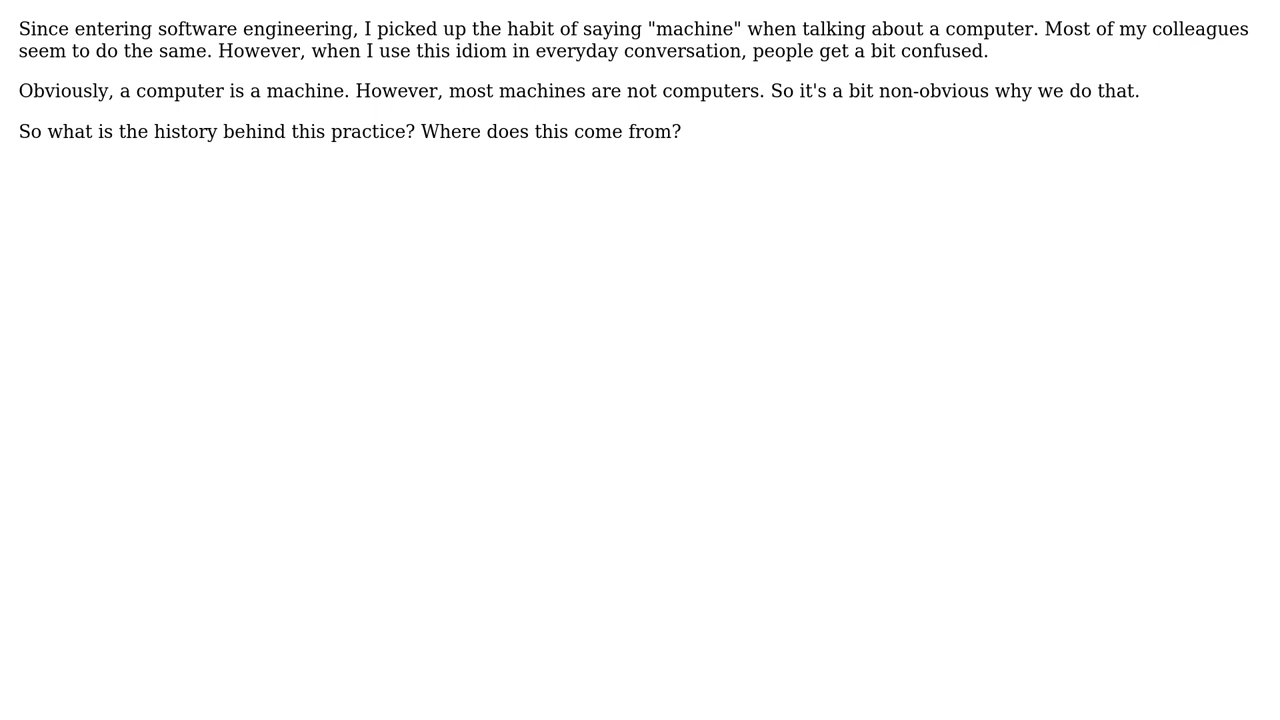 Since entering software engineering, I picked up the habit of saying "machine" when talking about a computer. Most of my colleagues
seem to do the same. However, when I use this idiom in everyday conversation, people get a bit confused.
Obviously, a computer is a machine. However, most machines are not computers. So it's a bit non-obvious why we do that.
So what is the history behind this practice? Where does this come from?